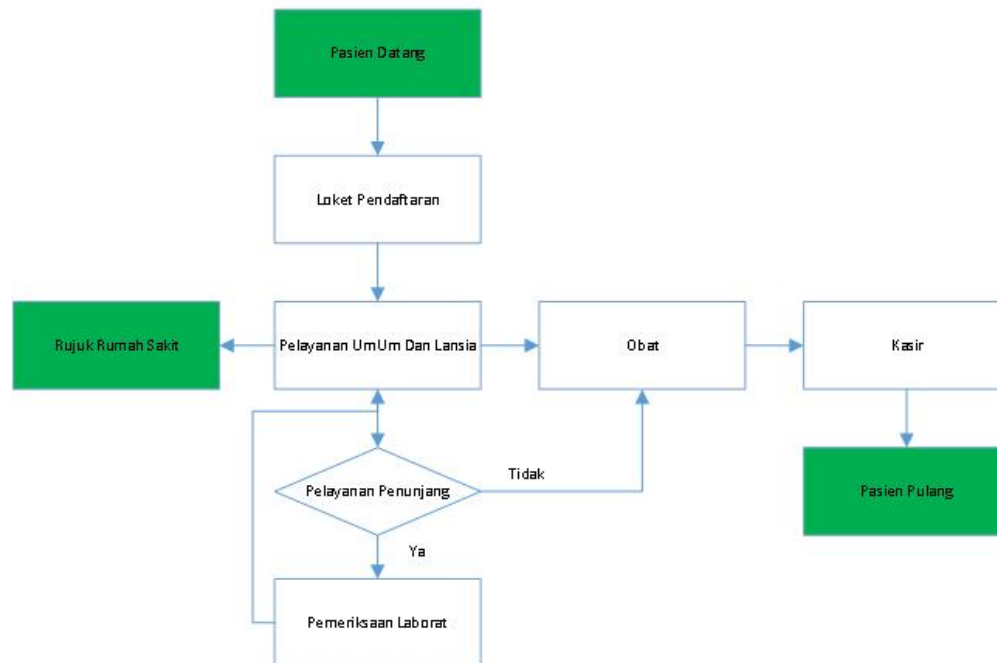 Pasien Datang
Loket Pendaftaran
Rujuk Rumah Sakit
Pelayanan UmUm Dan Lansia
Obat
Kasir
Pelayanan Penunjang
Tidak
Pasien Pulang
Ya
Pemeriksaan Laborat